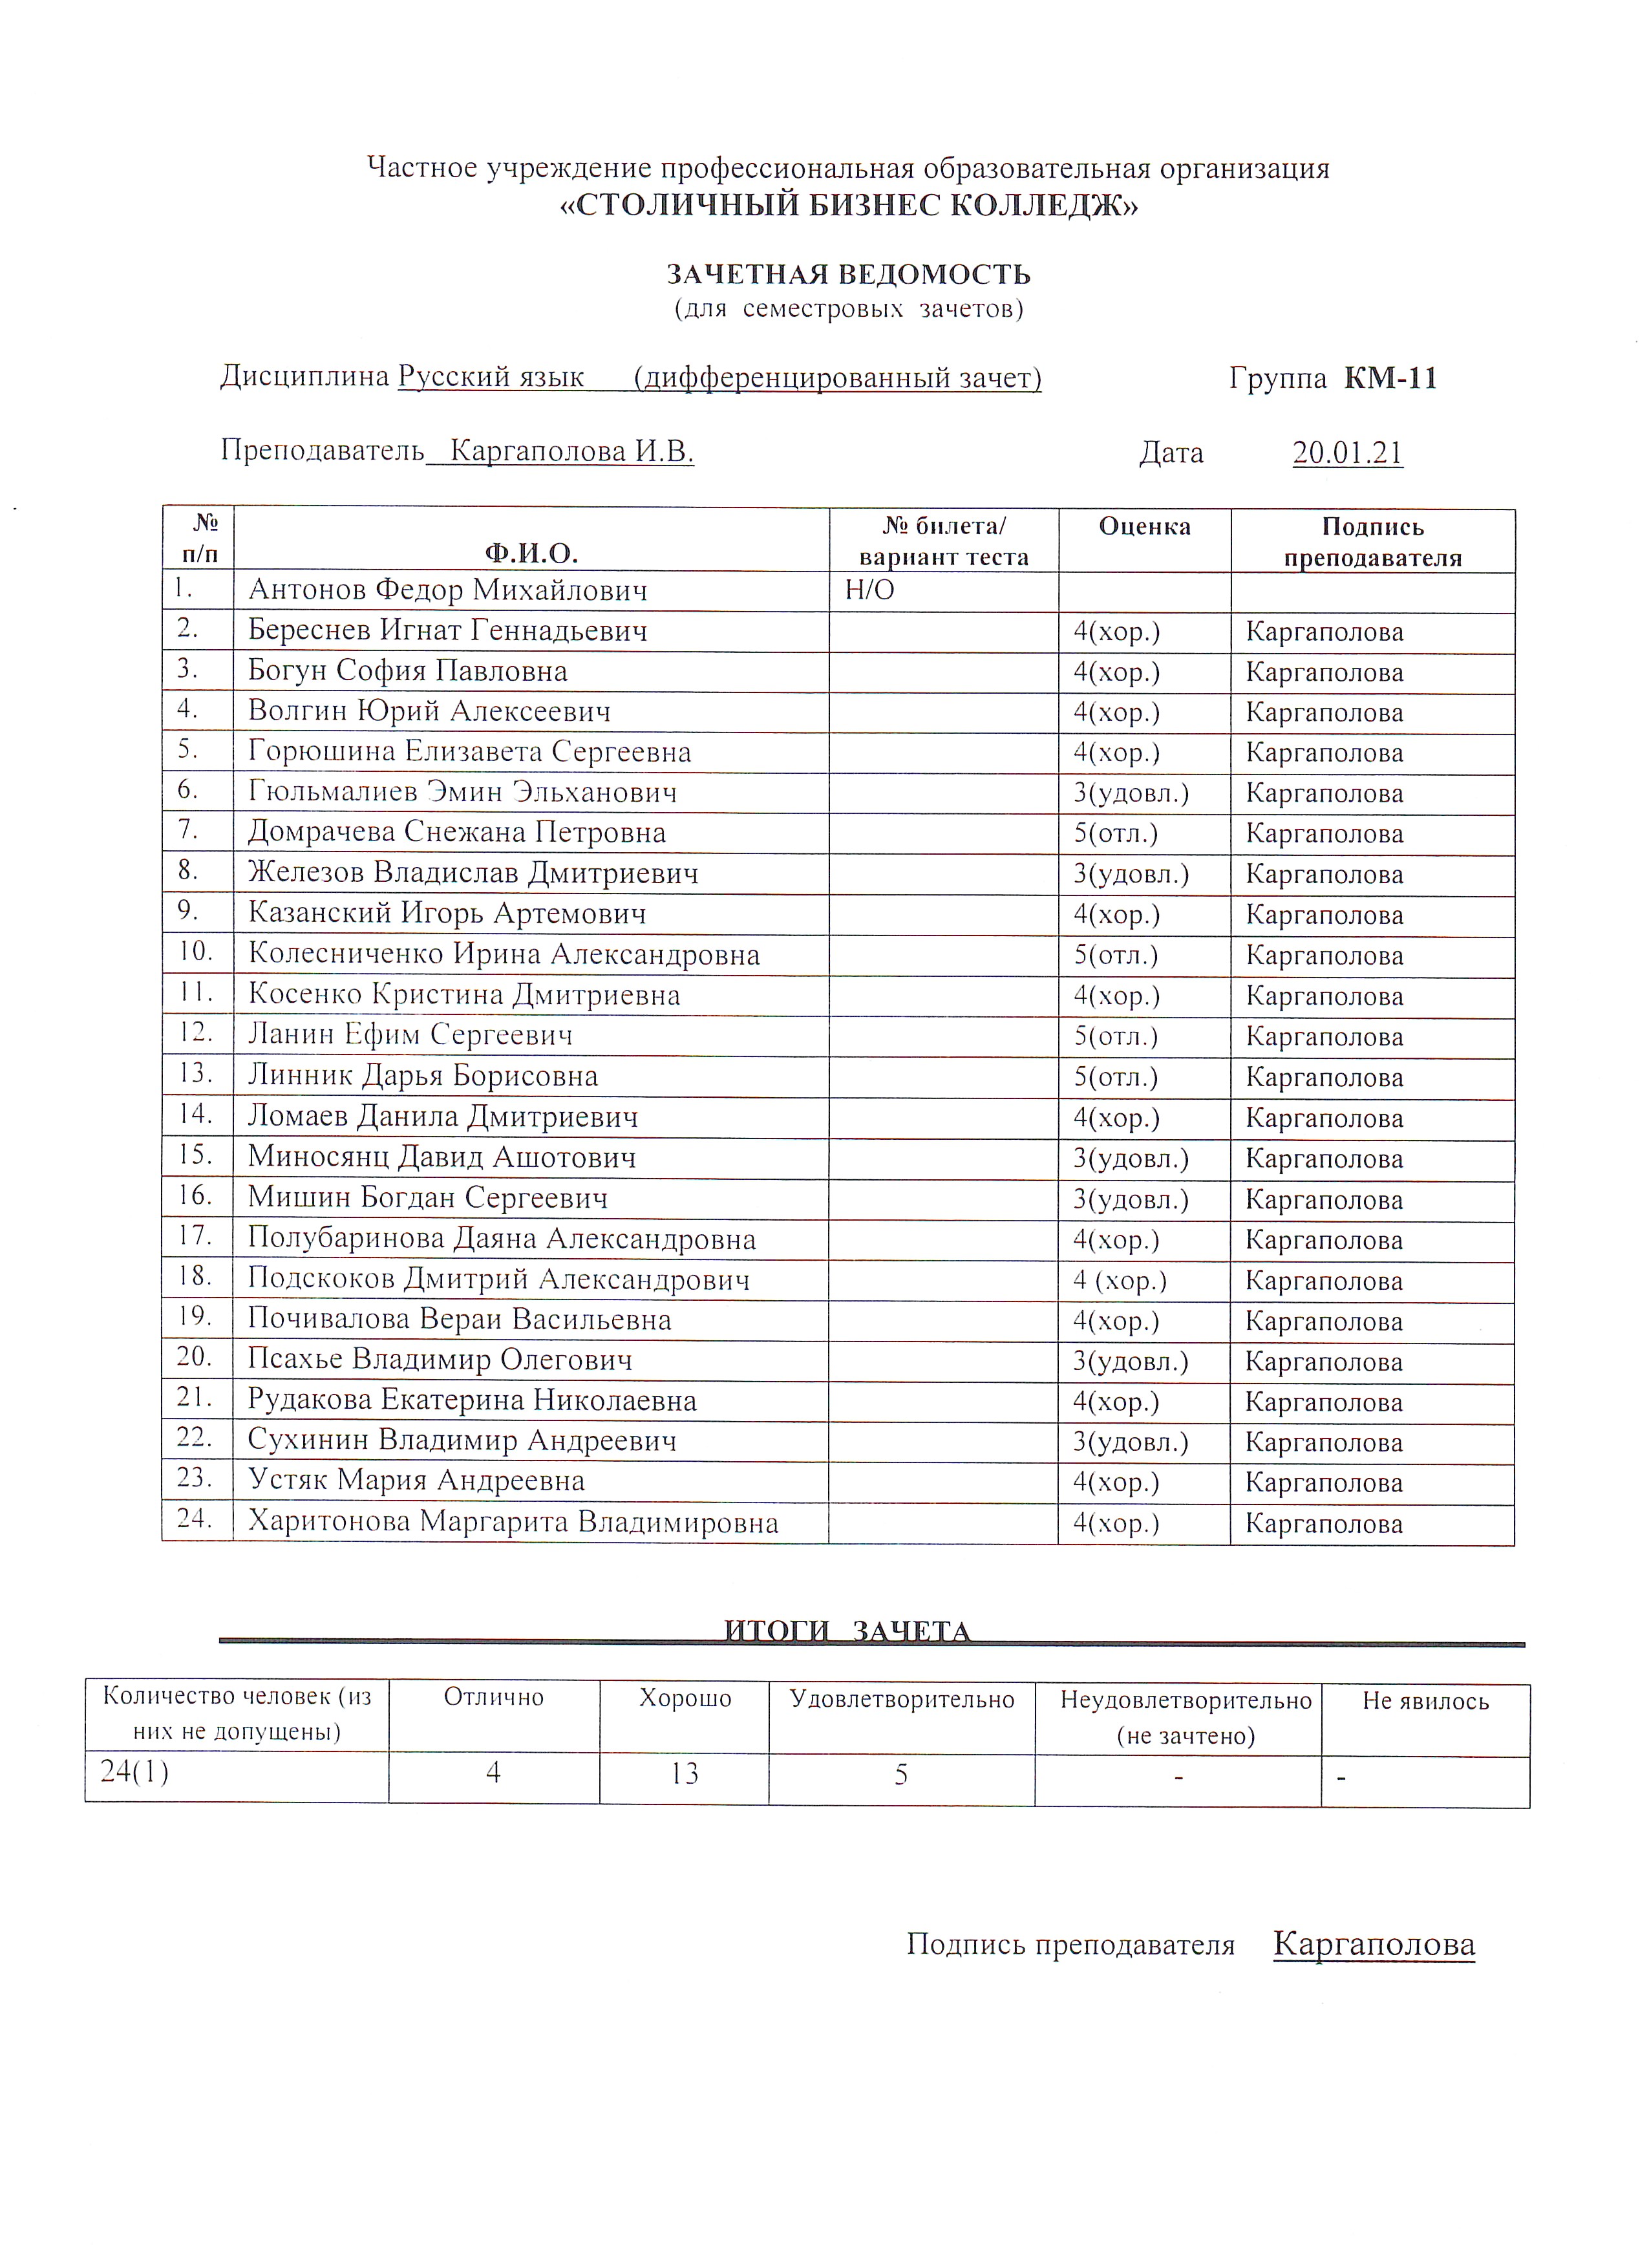 Частное учреждение профессиональная образовательная организация
«СТОЛИЧНЫЙ БИЗНЕС КОЛЛЕДЖ»
ЗАЧЕТНАЯ ВЕДОМОСТЬ
(для семестровых зачетов)
Дисциплина Русский язык (дифференцированный зачет) Группа КМ-11
Преподаватель Каргаполова И.В. Дата 20.01.21
№ п/п Ф.И.О. № билета/ вариант теста Оценка Подпись преподавателя
1. Антонов Федор Михайлович Н/О
2. Береснев Игнат Геннадьевич 4(хор.) Каргаполова
3. Богун София Павловна 4(хор.) Каргаполова
4. Волгин Юрий Алексеевич 4(хор.) Каргаполова
5. Горюшина Елизавета Сергеевна 4(хор.) Каргаполова
6. Гюльмалиев Эмин Эльханович 3(удовл.) Каргаполова
7. Домрачева Снежана Петровна 5(отл.) Каргаполова
8. Железов Владислав Дмитриевич 3(удовл.) Каргаполова
9. Казанский Игорь Артемович 4(хор.) Каргаполова
10. Колесниченко Ирина Александровна 5(отл.) Каргаполова
11. Косенко Кристина Дмитриевна 4(хор.) Каргаполова
12. Ланин Ефим Сергеевич 5(отл.) Каргаполова
13. Линник Дарья Борисовна 5(отл.) Каргаполова
14. Ломаев Данила Дмитриевич 4(хор.) Каргаполова
15. Миносянц Давид Ашотович 3(удовл.) Каргаполова
16. Мишин Богдан Сергеевич 3(удовл.) Каргаполова
17. Полубаринова Даяна Александровна 4(хор.) Каргаполова
18. Подскоков Дмитрий Александрович 4 (хор.) Каргаполова
19. Почивалова Вераи Васильевна 4(хор.) Каргаполова
20. Псахье Владимир Олегович 3(удовл.) Каргаполова
21. Рудакова Екатерина Николаевна 4(хор.) Каргаполова
22. Сухинин Владимир Андреевич 3(удовл.) Каргаполова
23. Устяк Мария Андреевна 4(хор.) Каргаполова
24. Харитонова Маргарита Владимировна 4(хор.) Каргаполова
ИТОГИ ЗАЧЕТА
Количество человек (из них не допущены) Отлично Хорошо Удовлетворительно Неудовлетворительно (не зачтено) Не явилось
24(1) 4 13 5 - -
Подпись преподавателя Каргаполова